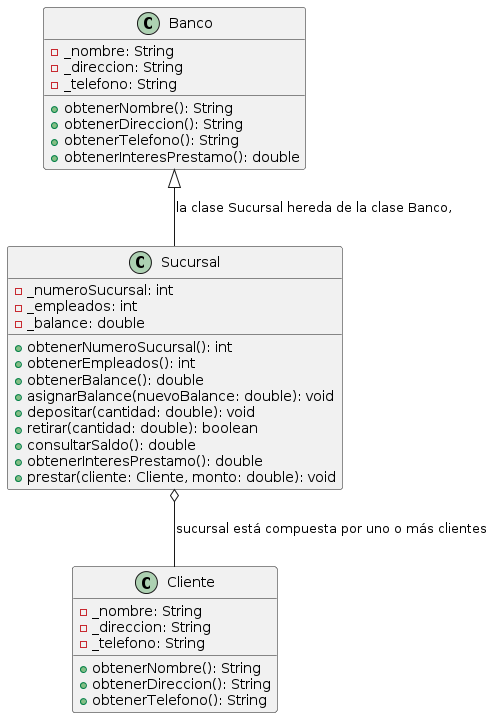 C Banco
_nombre: String
_direccion: String
_telefono: String
obtenerNombre(): String
obtenerDireccion(): String
obtenerTelefono(): String
obtenerInteresPrestamo(): double
la clase Sucursal hereda de la clase Banco,
C Sucursal
_numeroSucursal: int
_empleados: int
_balance: double
obtenerNumeroSucursal(): int
obtenerEmpleados(): int
obtenerBalance(): double
asignarBalance(nuevoBalance: double): void
depositar(cantidad: double): void
retirar(cantidad: double): boolean
consultarSaldo(): double
obtenerInteresPrestamo(): double
prestar(cliente: Cliente, monto: double): void
sucursal está compuesta por uno o más clientes
C Cliente
_nombre: String
_direccion: String
_telefono: String
obtenerNombre(): String
obtenerDireccion(): String
obtenerTelefono(): String